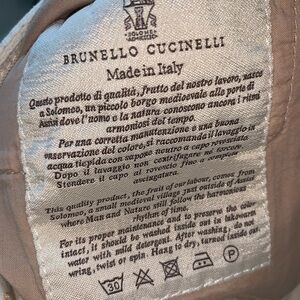 SOLOMEO
BRUNELLO CUCINELLI
Made in Italy
Questo prodotto di qualità, frutto del nostro lavoro, nasce
a Solomeo, un piccolo borgo medioevale alle porte di
Assisi dove l'uomo e la natura conoscono ancora i ritmi
armoniosi del tempo.
Per una corretta manutenzione e una buona
conservazione del colore, si raccomanda il lavaggio in
acqua tiepida con sapone neutro a capo rovesciato.
Dopo il lavaggio non centrifugare né torcere.
Stendere il capo al rovescio fino a completa
This quality product, the fruit of our labour, comes from
Solomeo, a small medieval village just outside of Assisi
where Man and Nature still follow the harmonious
rhythm of time.
For its proper maintenance and to preserve the color
intact, it should be washed inside out in lukewarm
water with mild detergent. After washing, do not
wring, twist or spin. Hang to dry, turned inside out.
30 P